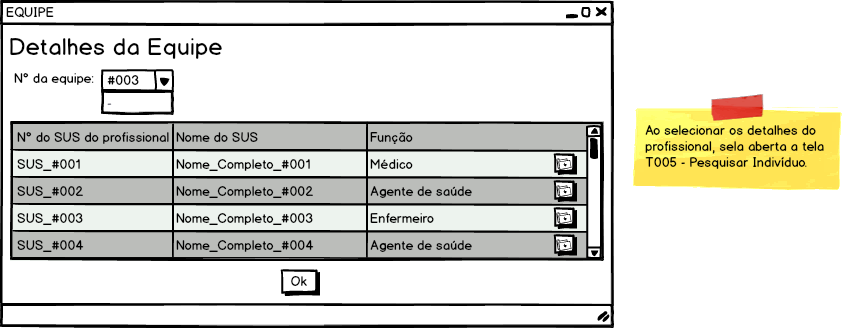 EQUIPE
Detalhes da Equipe
N° da equipe: #003
-
N° do SUS do profissional Nome do SUS Função
SUS_#001 Nome_Completo_#001 Médico
SUS_#002 Nome_Completo_#002 Agente de saúde
SUS_#003 Nome_Completo_#003 Enfermeiro
SUS_#004 Nome_Completo_#004 Agente de saúde
Ok
Ao selecionar os detalhes do
profissional, sela aberta a tela
T005 - Pesquisar Indivíduo.